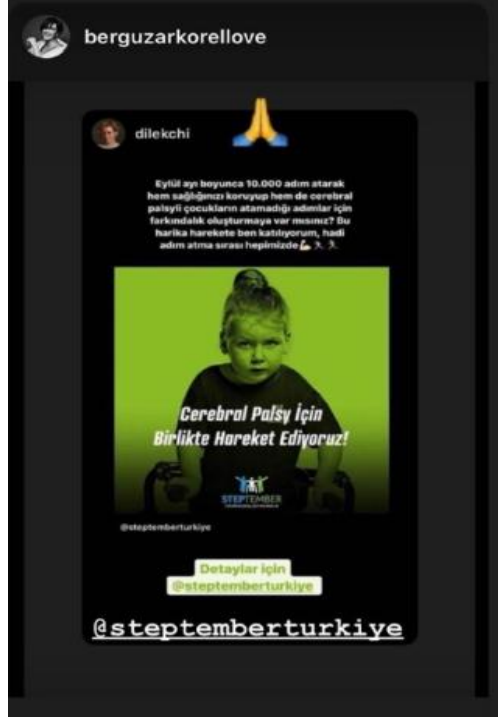 berguzarkorellove
dilekchi
Eylül ayı boyunca 10.000 adım atarak
hem sağlığınızı koruyup hem de cerebral
palsyli çocukların atamadığı adımlar için
farkındalık oluşturmaya var mısınız? Bu
harika harekete ben katılıyorum, hadi
adım atma sırası hepimizde
Cerebral Palsy İçin
Birlikte Hareket Ediyoruz!
STEPTEMBER
@steptemberturkiye
Detaylar için
@steptemberturkiye
@steptemberturkiye